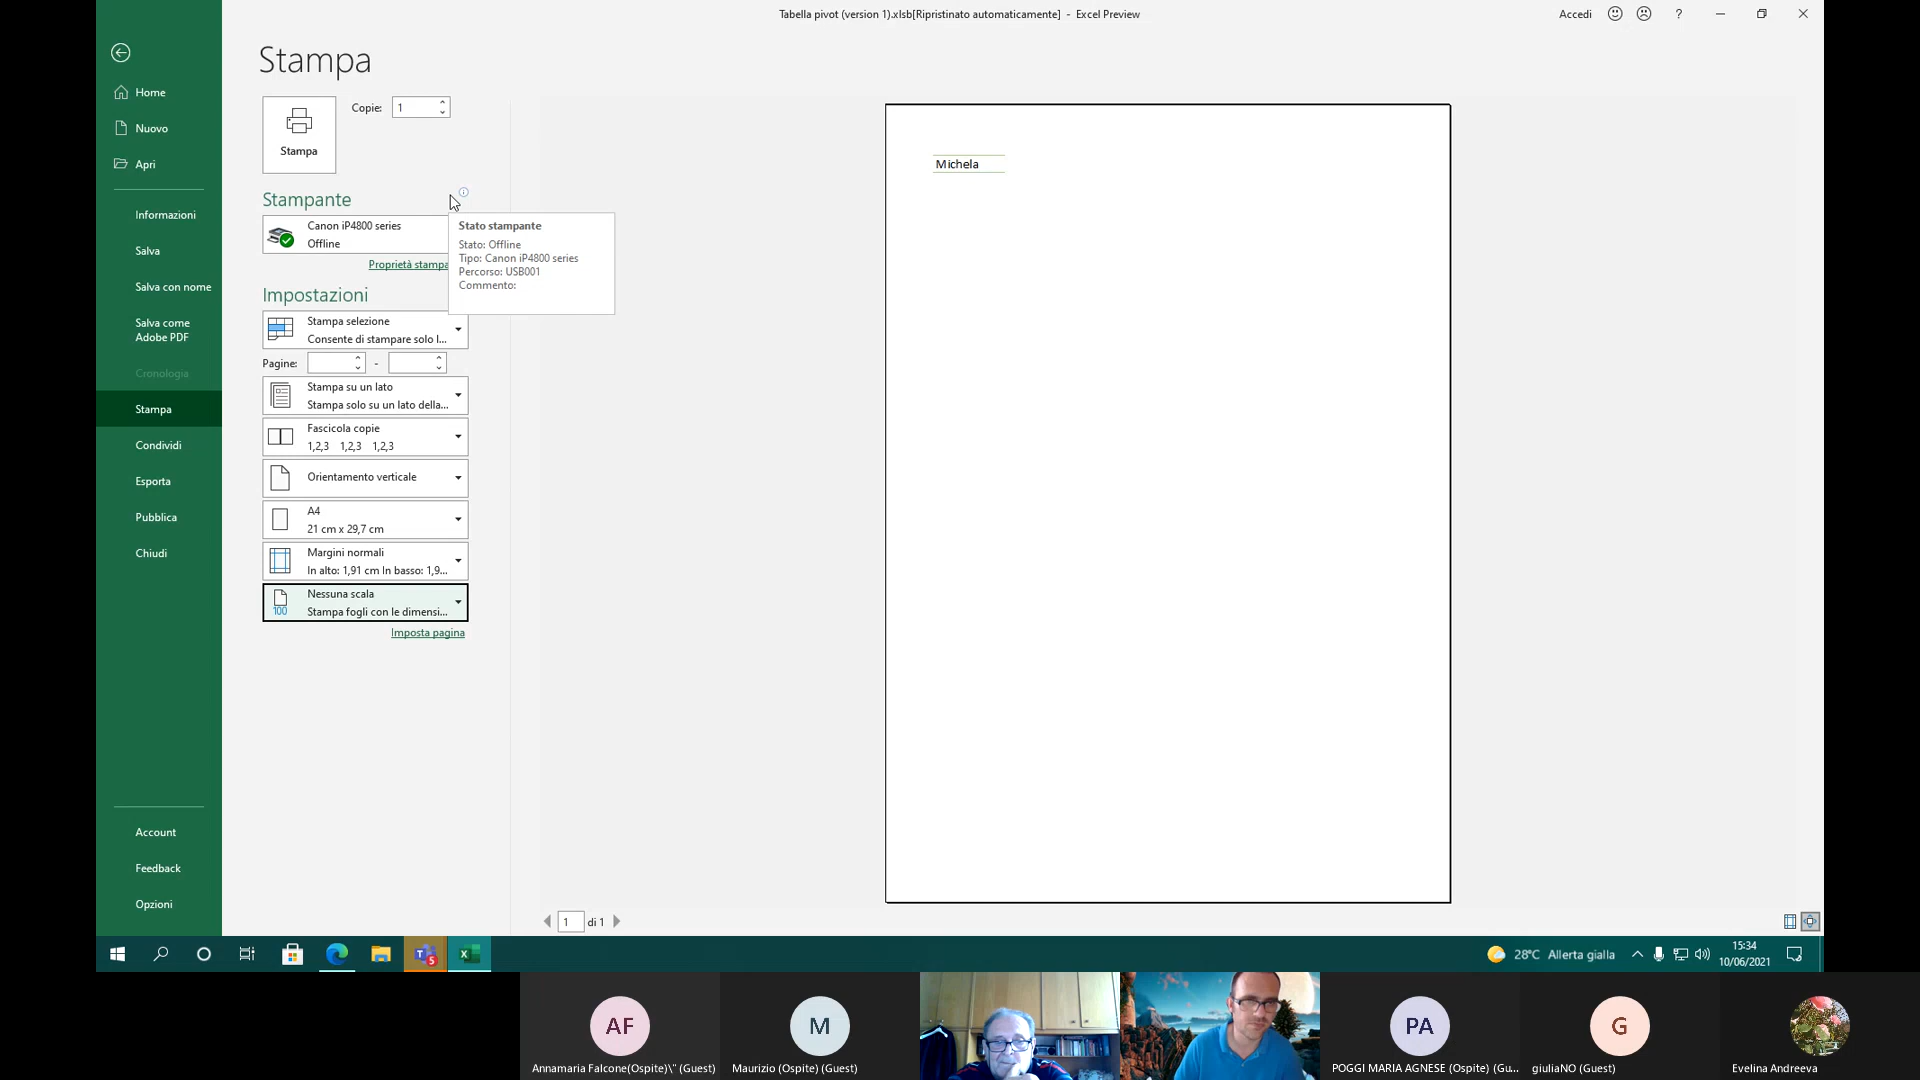 Tabella pivot (version 1).xlsb[Ripristinato automaticamente] - Excel Preview
Accedi
?
Stampa
Home
Nuovo
Apri
Informazioni
Salva
Salva con nome
Salva come
Adobe PDF
Cronologia
Stampa
Condividi
Esporta
Pubblica
Chiudi
Account
Feedback
Opzioni
Stampa
Copie: 1
Stampante
Canon iP4800 series
Offline
Proprietà stampa
Stato stampante
Stato: Offline
Tipo: Canon iP4800 series
Percorso: USB001
Commento:
Impostazioni
Stampa selezione
Consente di stampare solo l...
Pagine: -
Stampa su un lato
Stampa solo su un lato della...
Fascicola copie
1,2,3 1,2,3 1,2,3
Orientamento verticale
A4
21 cm x 29,7 cm
Margini normali
In alto: 1,91 cm In basso: 1,9...
Nessuna scala
Stampa fogli con le dimensi...
100
Imposta pagina
Michela
1 di 1
5
28°C Allerta gialla
15:34
10/06/2021
AF
Annamaria Falcone(Ospite)\" (Guest)
M
Maurizio (Ospite) (Guest)
PA
POGGI MARIA AGNESE (Ospite) (Gu...
G
giuliaNO (Guest)
Evelina Andreeva